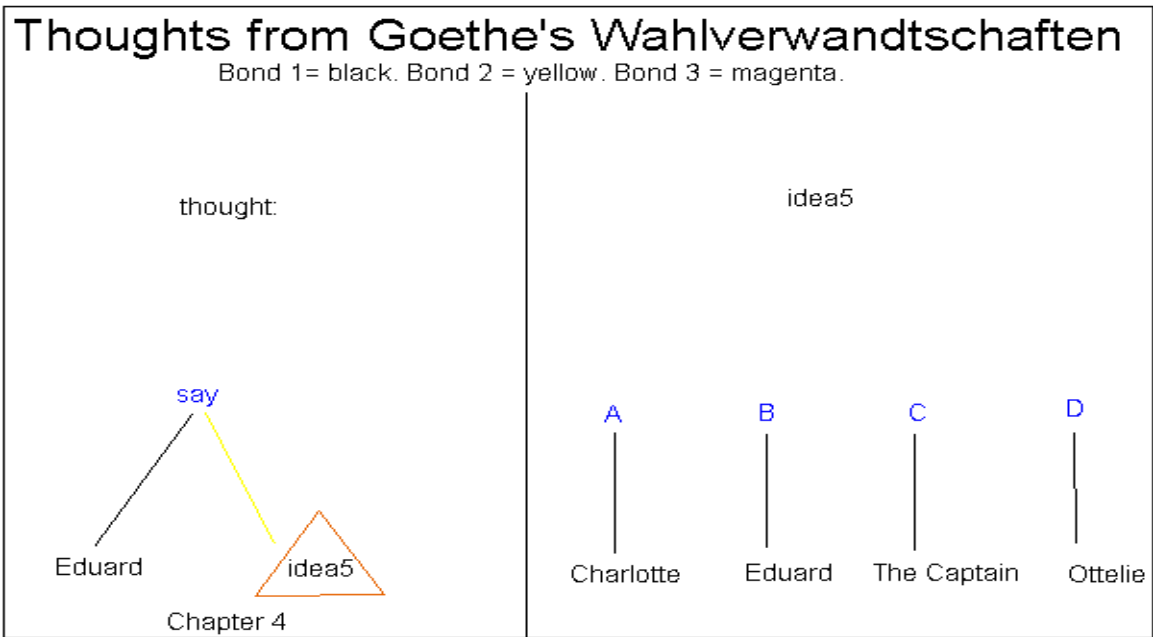 Thoughts from Goethe's Wahlverwandtschaften
Bond 1= black. Bond 2 = yellow. Bond 3 = magenta.
thought:
say
Eduard
idea5
Chapter 4
idea5
A B C D
Charlotte Eduard The Captain Ottelie